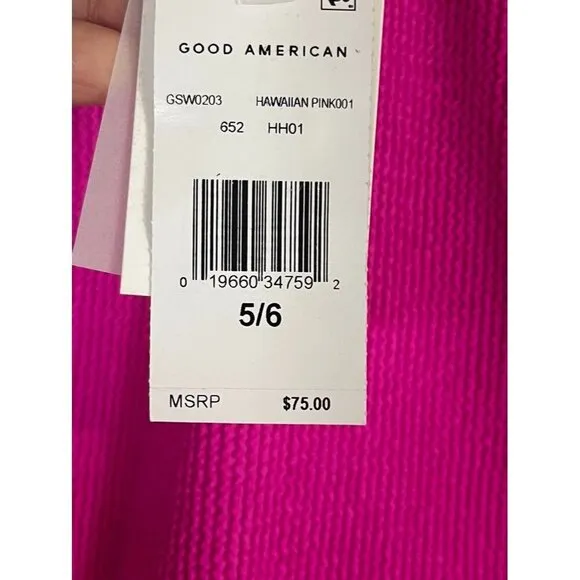 GOOD AMERICAN
GSW0203 HAWAIIAN PINK001
652 HH01
0 19660 34759 2
5/6
MSRP $75.00